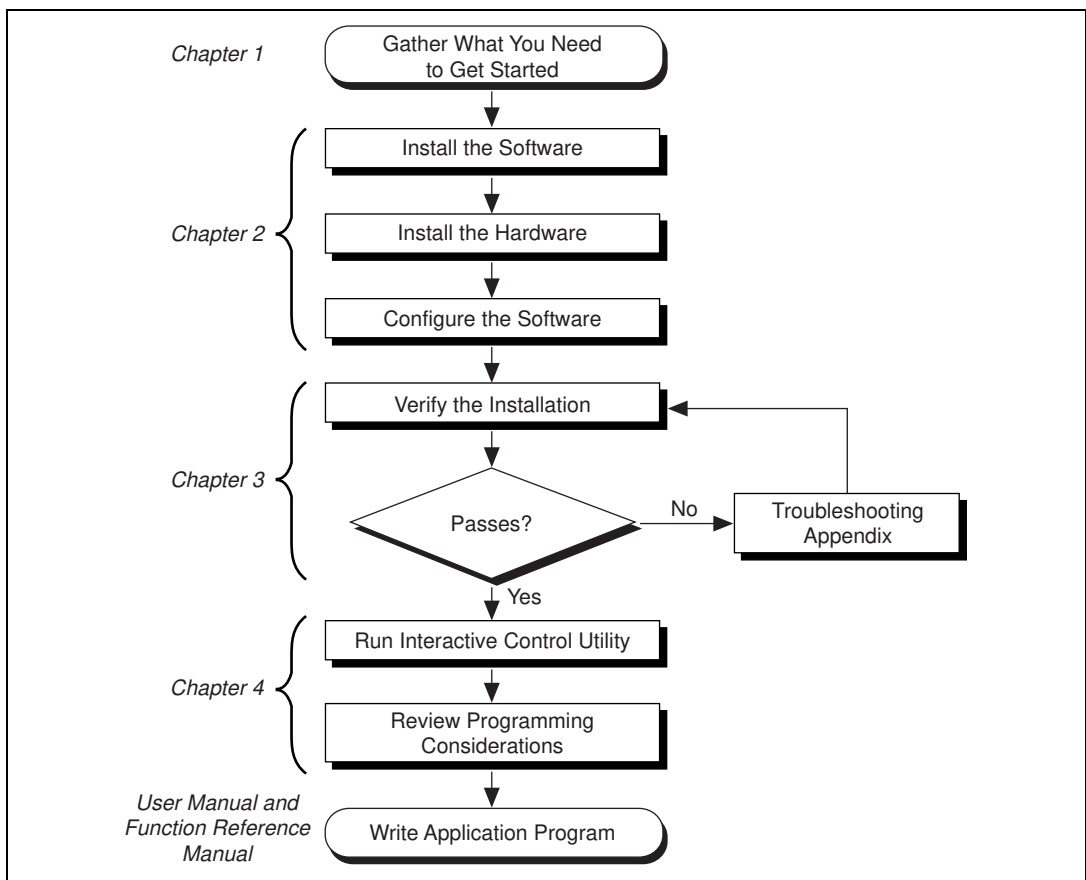 Chapter 1
Gather What You Need
to Get Started
Install the Software
Chapter 2
Install the Hardware
Configure the Software
Verify the Installation
Chapter 3
Passes?
No
Troubleshooting
Appendix
Yes
Run Interactive Control Utility
Chapter 4
Review Programming
Considerations
User Manual and
Function Reference
Manual
Write Application Program